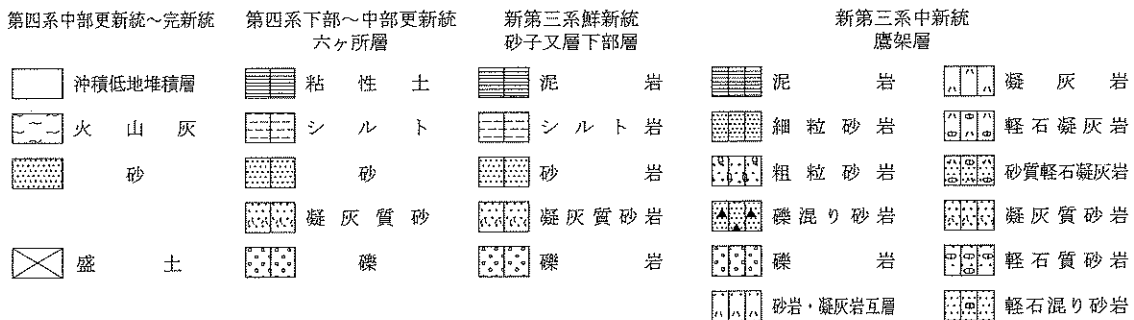 第四系中部更新統~完新統
沖積低地堆積層
火山灰
砂
盛土
第四系下部~中部更新統
六ヶ所層
粘性土
シルト
砂
凝灰質砂
礫
新第三系鮮新統
砂子又層下部層
泥岩
シルト岩
砂岩
凝灰質砂岩
礫岩
新第三系中新統
鷹架層
泥岩
細粒砂岩
粗粒砂岩
礫混り砂岩
礫岩
砂岩・凝灰岩互層
凝灰岩
軽石凝灰岩
砂質軽石凝灰岩
凝灰質砂岩
軽石質砂岩
軽石混り砂岩